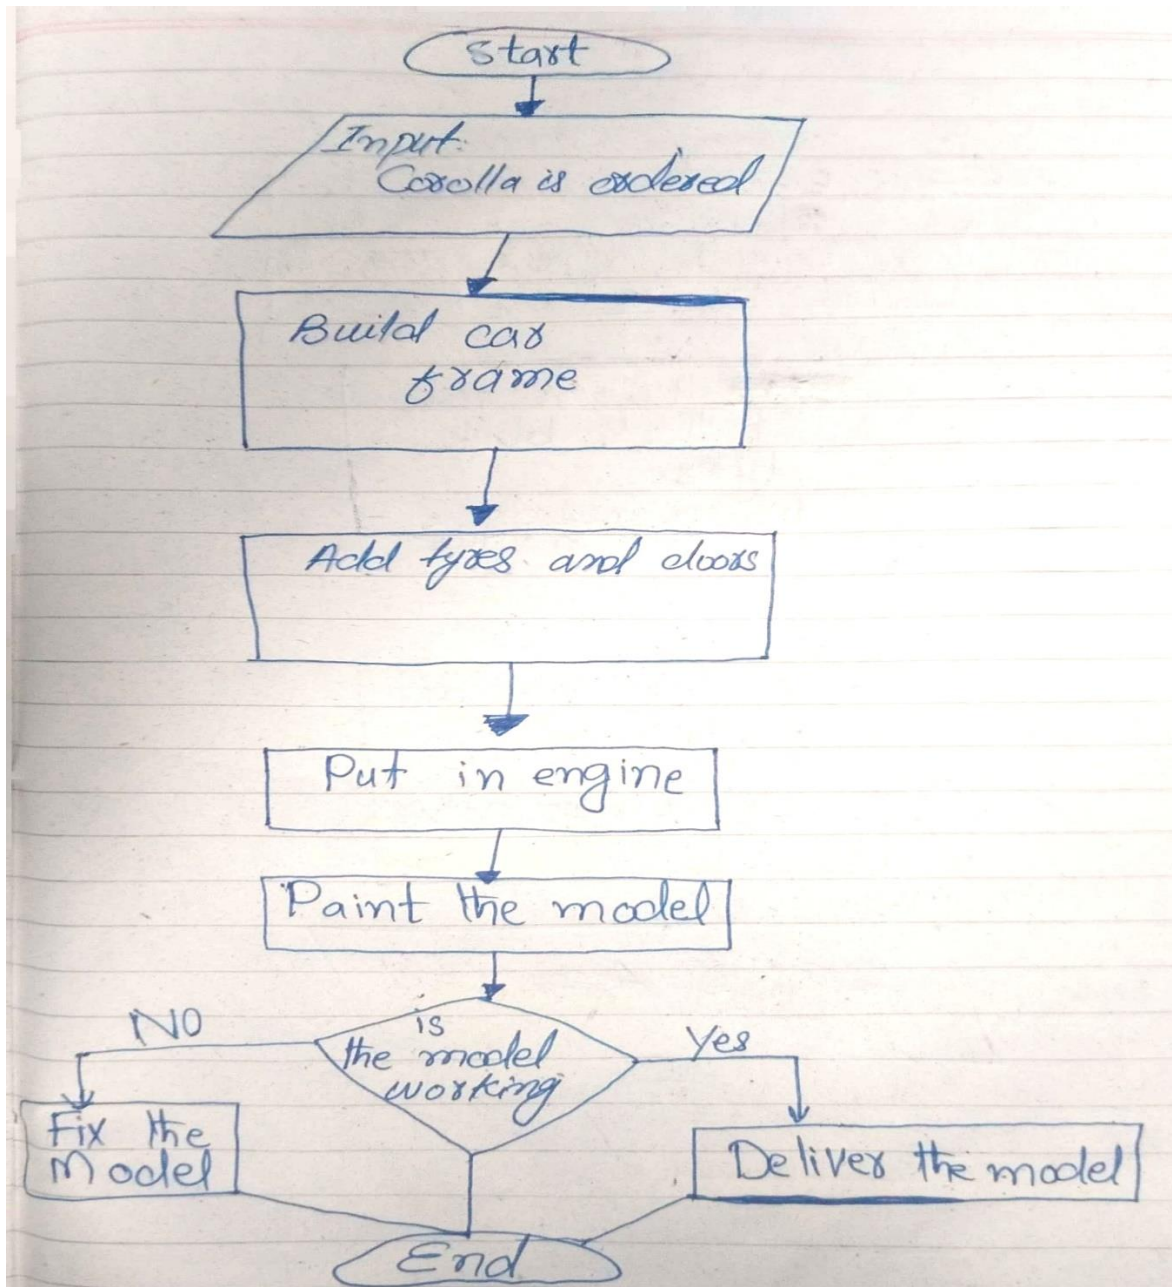 Start
Input:
Corolla is ordered
Build car
frame
Add tyres and doors
Put in engine
Paint the model
is
the model
working
NO
Yes
Fix the
Model
Deliver the model
End